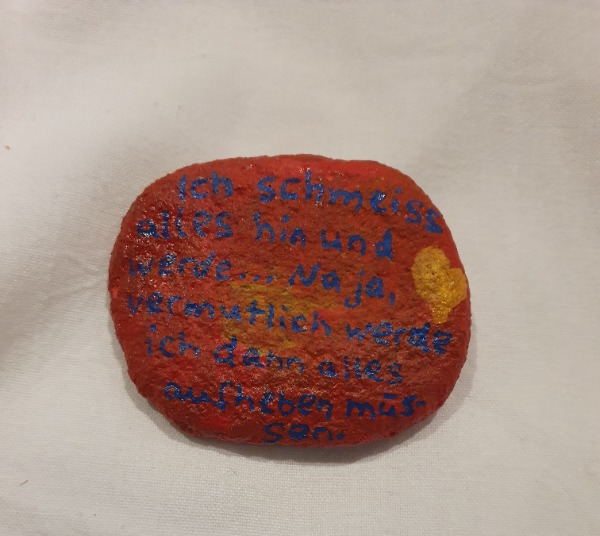 Ich schmeiss
alles hin und
werde... Na ja,
vermutlich werde
ich dann alles
aufheben müs-
sen.